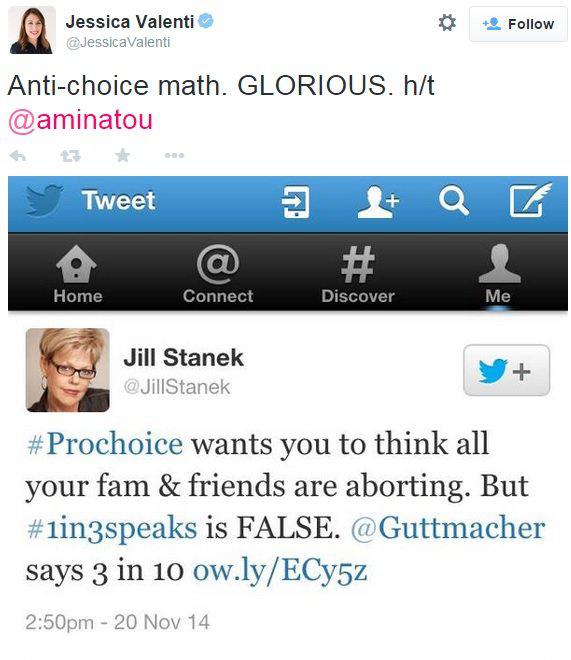 Jessica Valenti
@JessicaValenti
Follow
Anti-choice math. GLORIOUS. h/t
@aminatou
Tweet
Home
Connect
Discover
Me
Jill Stanek
@JillStanek
#Prochoice wants you to think all
your fam & friends are aborting. But
#1in3speaks is FALSE. @Guttmacher
says 3 in 10 ow.ly/ECy5z
2:50pm - 20 Nov 14